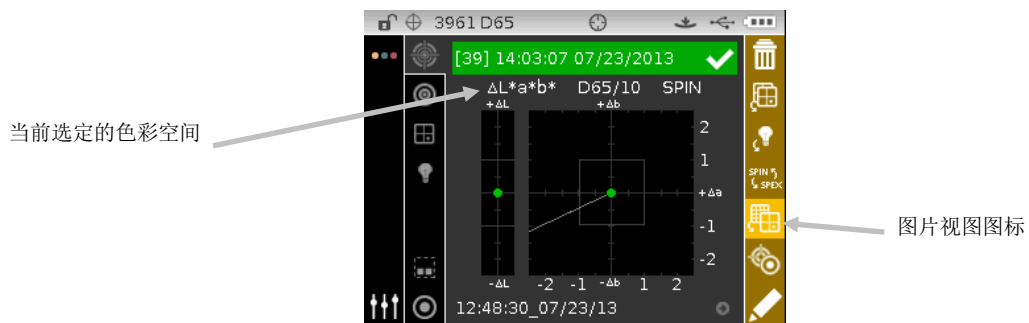 3961 D65
[39] 14:03:07 07/23/2013
ΔL*a*b* D65/10 SPIN
+ΔL +Δb
当前选定的色彩空间
2
1
SPIN
SPEX
+Δa
图片视图图标
-1
-2
-ΔL -2 -1 -Δb 1 2
12:48:30_07/23/13